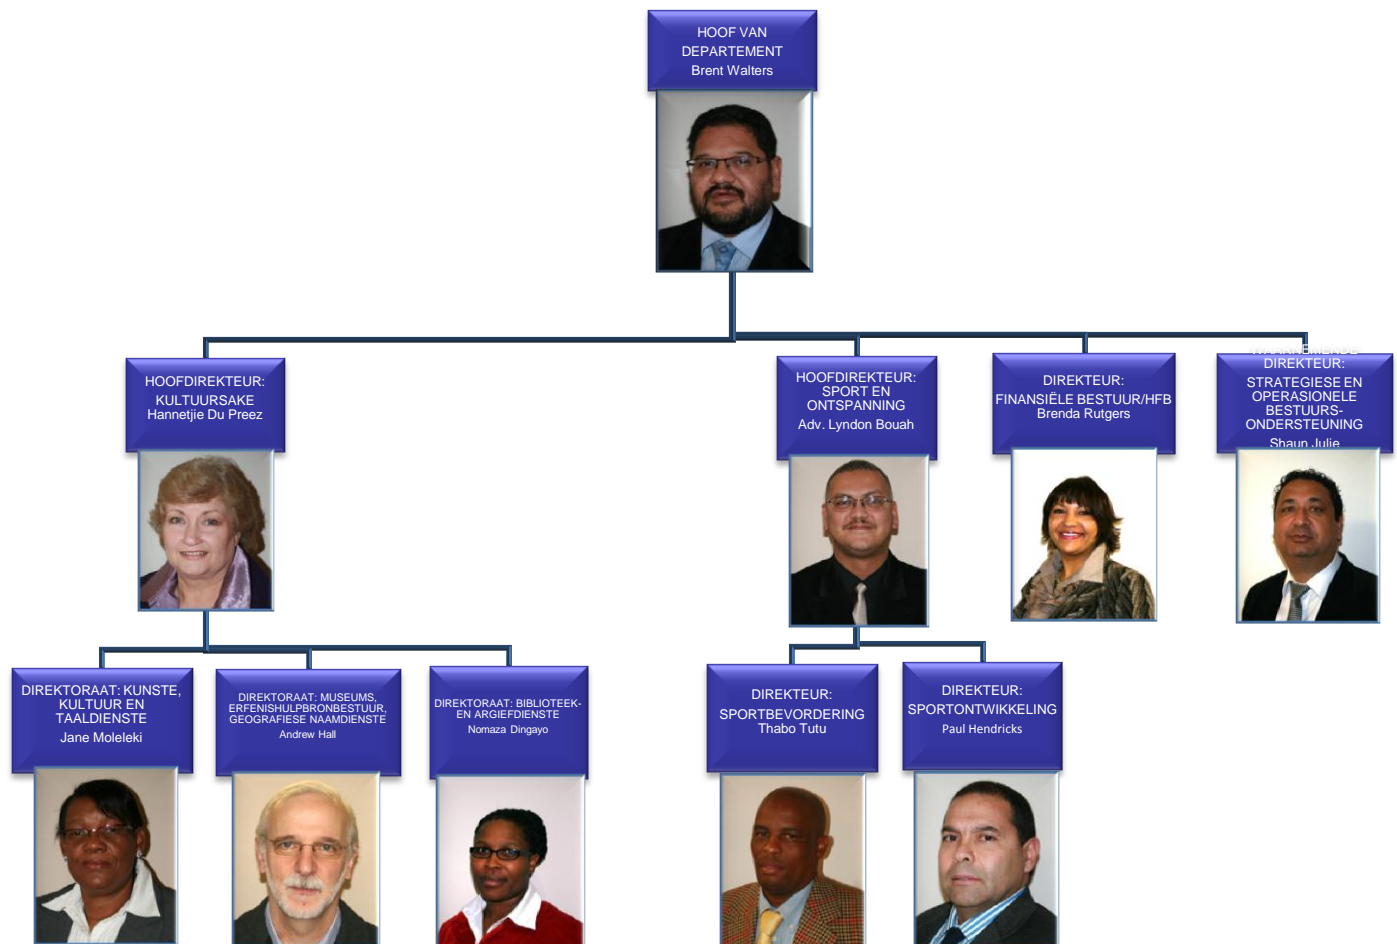 HOOF VAN
DEPARTEMENT
Brent Walters
HOOFDIREKTEUR:
KULTUURSAKE
Hannetjie Du Preez
HOOFDIREKTEUR:
SPORT EN
ONTSPANNING
Adv. Lyndon Bouah
DIREKTEUR:
FINANSIËLE BESTUUR/HFB
Brenda Rutgers
DIREKTEUR:
STRATEGIESE EN
OPERASIONELE
BESTUURS-
ONDERSTEUNING
Shaun Julie
DIREKTORAAT: KUNSTE,
KULTUUR EN
TAALDIENSTE
Jane Moleleki
DIREKTORAAT: MUSEUMS,
ERFENISHULPBRONBESTUUR,
GEOGRAFIESE NAAMDIENSTE
Andrew Hall
DIREKTORAAT: BIBLIOTEEK-
EN ARGIEFDIENSTE
Nomaza Dingayo
DIREKTEUR:
SPORTBEVORDERING
Thabo Tutu
DIREKTEUR:
SPORTONTWIKKELING
Paul Hendricks